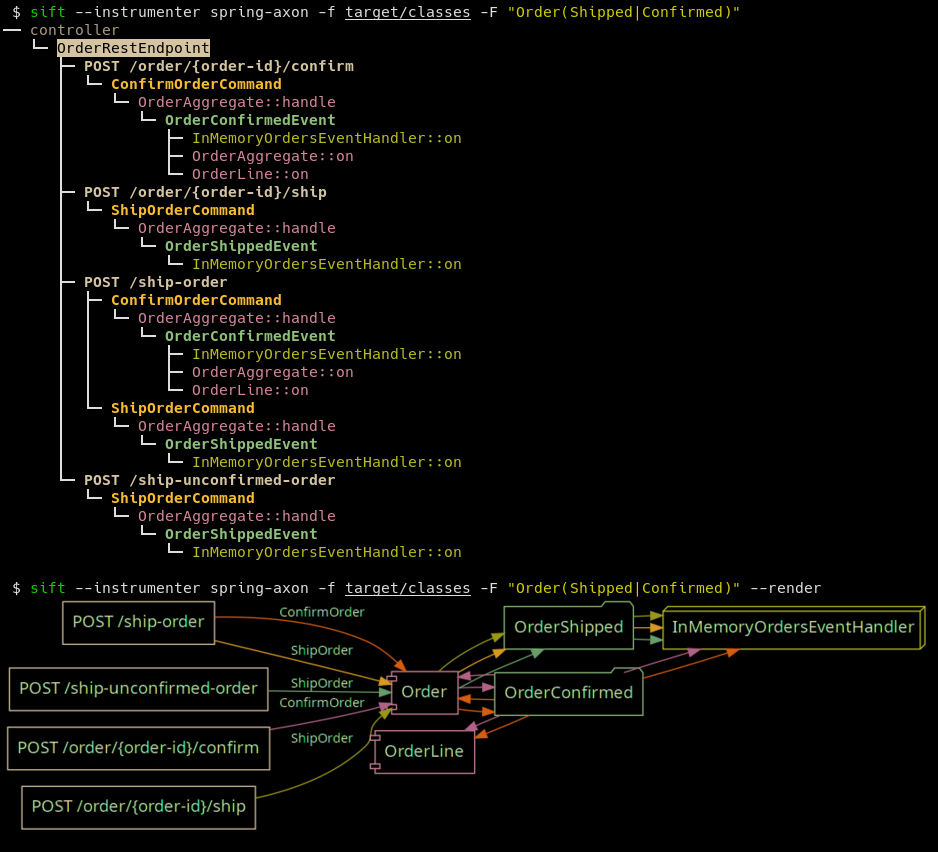 $ sift --instrumenter spring-axon -f target/classes -F "Order(Shipped|Confirmed)"
controller
OrderRestEndpoint
POST /order/{order-id}/confirm
ConfirmOrderCommand
OrderAggregate::handle
OrderConfirmedEvent
InMemoryOrdersEventHandler::on
OrderAggregate::on
OrderLine::on
POST /order/{order-id}/ship
ShipOrderCommand
OrderAggregate::handle
OrderShippedEvent
InMemoryOrdersEventHandler::on
POST /ship-order
ConfirmOrderCommand
OrderAggregate::handle
OrderConfirmedEvent
InMemoryOrdersEventHandler::on
OrderAggregate::on
OrderLine::on
ShipOrderCommand
OrderAggregate::handle
OrderShippedEvent
InMemoryOrdersEventHandler::on
POST /ship-unconfirmed-order
ShipOrderCommand
OrderAggregate::handle
OrderShippedEvent
InMemoryOrdersEventHandler::on
$ sift --instrumenter spring-axon -f target/classes -F "Order(Shipped|Confirmed)" --render
ConfirmOrder
POST /ship-order
OrderShipped
InMemoryOrdersEventHandler
ShipOrder
ShipOrder
POST /ship-unconfirmed-order
Order
OrderConfirmed
ConfirmOrder
ShipOrder
POST /order/{order-id}/confirm
OrderLine
POST /order/{order-id}/ship